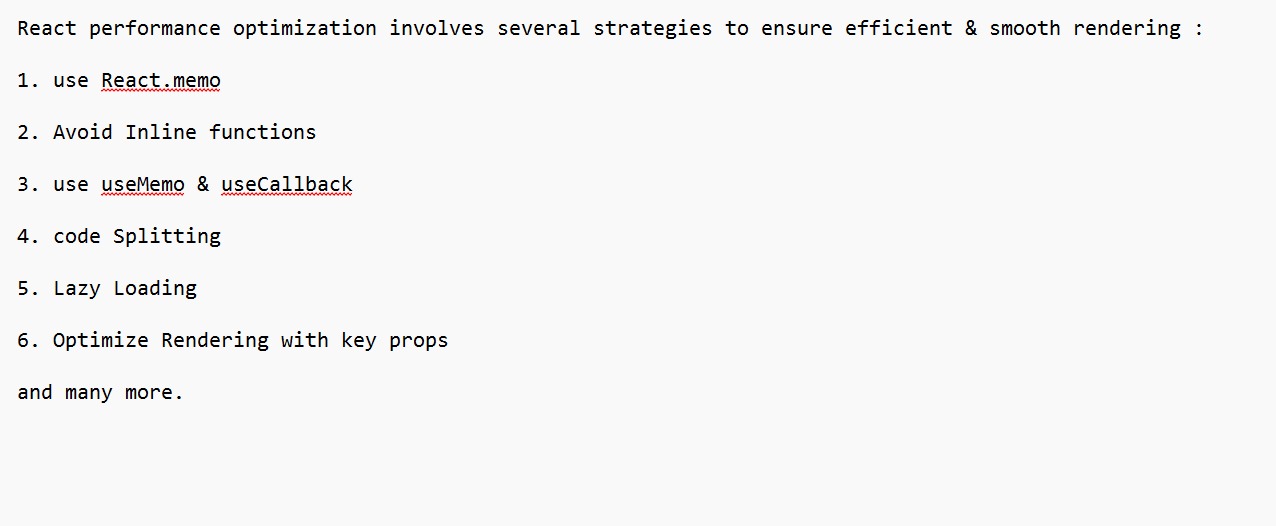 React performance optimization involves several strategies to ensure efficient & smooth rendering :
1. use React.memo
2. Avoid Inline functions
3. use useMemo & useCallback
4. code Splitting
5. Lazy Loading
6. Optimize Rendering with key props
and many more.